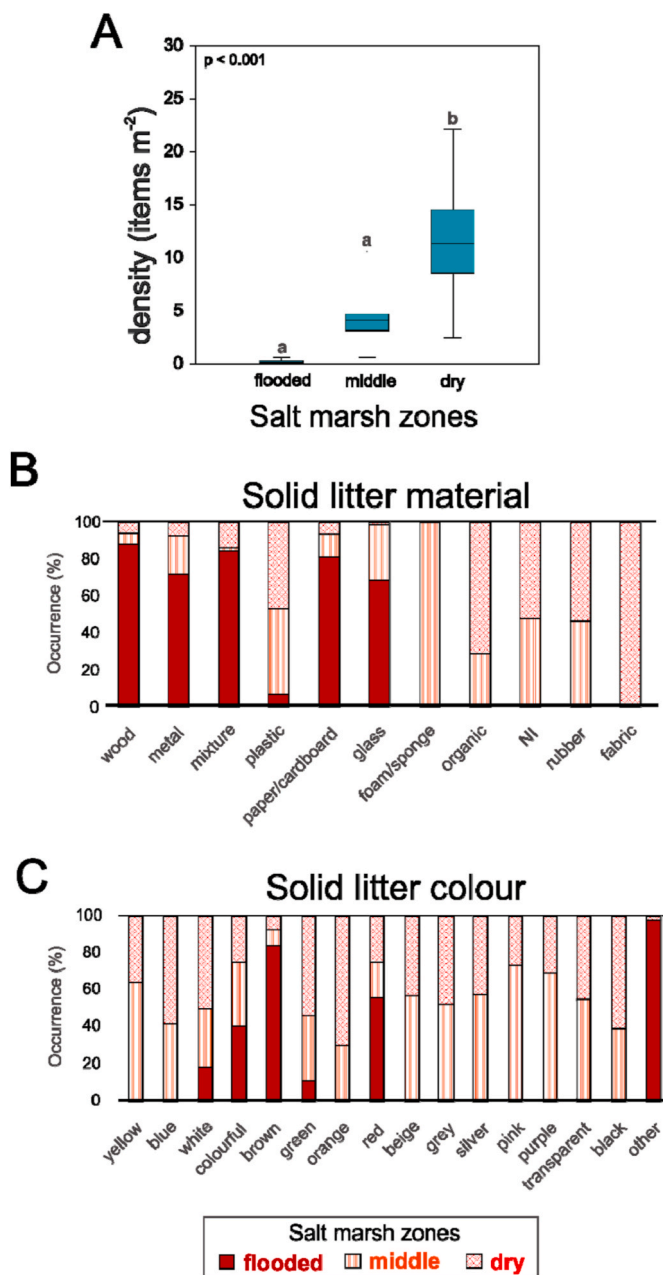 A
p < 0.001
30
25
20
15
10
5
0
density (items m⁻²)
a
a
b
flooded middle dry
Salt marsh zones
B
Solid litter material
100
80
60
40
20
0
Occurrence (%)
wood
metal
mixture
plastic
paper/cardboard
glass
foam/sponge
organic
NI
rubber
fabric
C
Solid litter colour
100
80
60
40
20
0
Occurrence (%)
yellow
blue
white
colourful
brown
green
orange
red
beige
grey
silver
pink
purple
transparent
black
other
Salt marsh zones
flooded middle dry